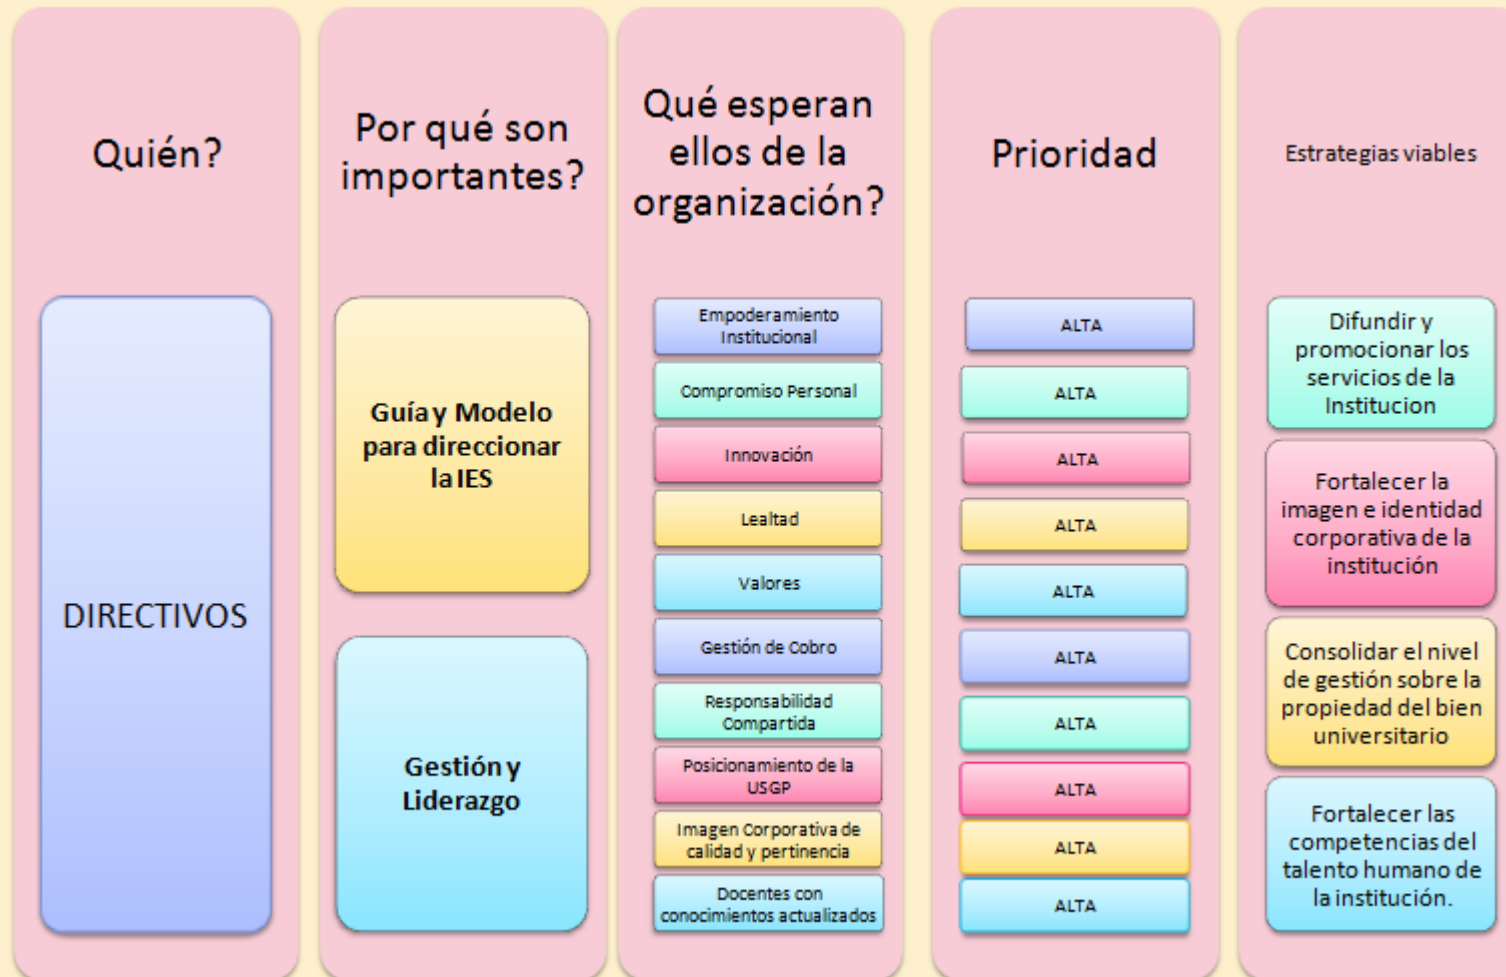 Quién?
DIRECTIVOS
Por qué son
importantes?
Guía y Modelo
para direccionar
la IES
Gestión y
Liderazgo
Qué esperan
ellos de la
organización?
Empoderamiento
Institucional
Compromiso Personal
Innovación
Lealtad
Valores
Gestión de Cobro
Responsabilidad
Compartida
Posicionamiento de la
USGP
Imagen Corporativa de
calidad y pertinencia
Docentes con
conocimientos actualizados
Prioridad
ALTA
ALTA
ALTA
ALTA
ALTA
ALTA
ALTA
ALTA
ALTA
ALTA
Estrategias viables
Difundir y
promocionar los
servicios de la
Institucion
Fortalecer la
imagen e identidad
corporativa de la
institución
Consolidar el nivel
de gestión sobre la
propiedad del bien
universitario
Fortalecer las
competencias del
talento humano de
la institución.